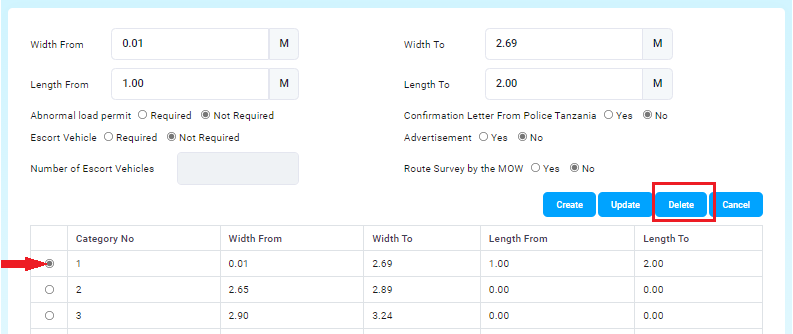 Width From 0.01 M Width To 2.69 M
Length From 1.00 M Length To 2.00 M
Abnormal load permit Required Not Required Confirmation Letter From Police Tanzania Yes No
Escort Vehicle Required Not Required Advertisement Yes No
Number of Escort Vehicles Route Survey by the MOW Yes No
Create Update Delete Cancel
Category No Width From Width To Length From Length To
1 0.01 2.69 1.00 2.00
2 2.65 2.89 0.00 0.00
3 2.90 3.24 0.00 0.00